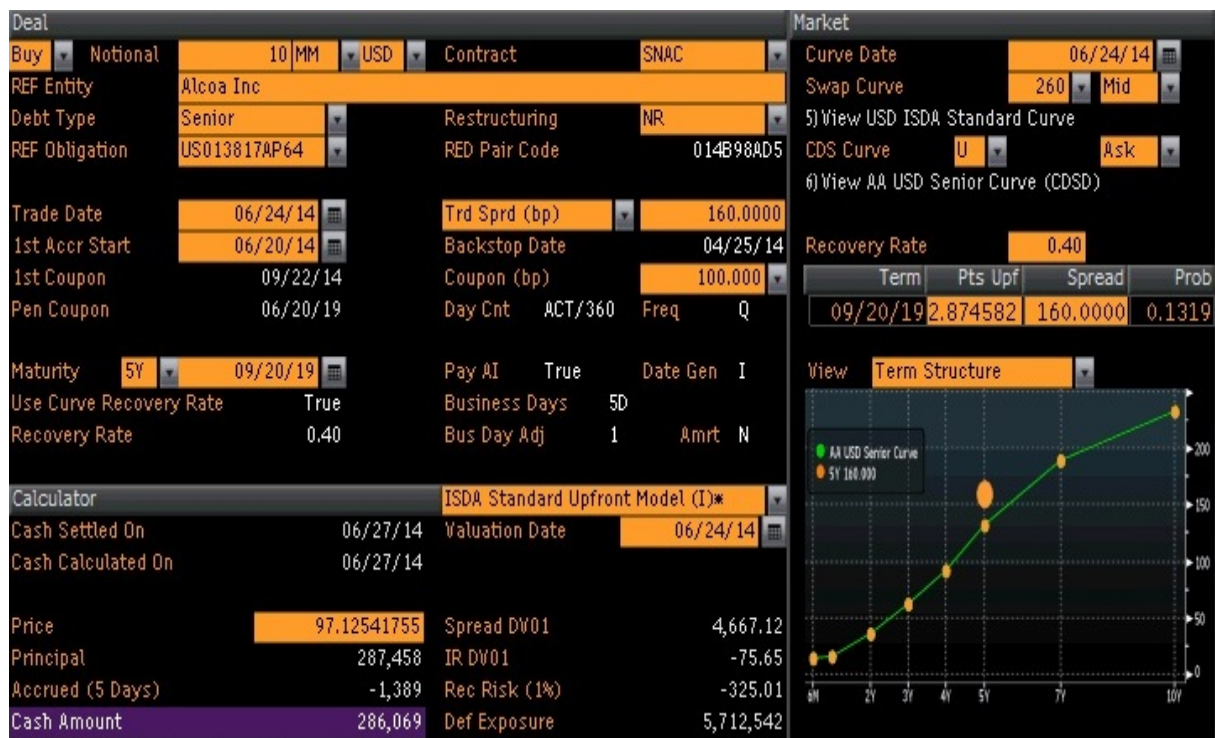 Deal
Buy Notional 10 MM USD Contract SNAC
REF Entity Alcoa Inc
Debt Type Senior Restructuring NR
REF Obligation US013817AP64 RED Pair Code 014B98AD5
Trade Date 06/24/14 Trd Sprd (bp) 160.0000
1st Accr Start 06/20/14 Backstop Date 04/25/14
1st Coupon 09/22/14 Coupon (bp) 100.000
Pen Coupon 06/20/19 Day Cnt ACT/360 Freq Q
Maturity 5Y 09/20/19 Pay AI True Date Gen I
Use Curve Recovery Rate True Business Days 5D
Recovery Rate 0.40 Bus Day Adj 1 Amrt N
Calculator ISDA Standard Upfront Model (I)*
Cash Settled On 06/27/14 Valuation Date 06/24/14
Cash Calculated On 06/27/14
Price 97.12541755 Spread DV01 4,667.12
Principal 287,458 IR DV01 -75.65
Accrued (5 Days) -1,389 Rec Risk (1%) -325.01
Cash Amount 286,069 Def Exposure 5,712,542
Market
Curve Date 06/24/14
Swap Curve 260 Mid
5) View USD ISDA Standard Curve
CDS Curve U Ask
6) View AA USD Senior Curve (CDSD)
Recovery Rate 0.40
Term Pts Upf Spread Prob
09/20/19 2.874582 160.0000 0.1319
View Term Structure
AA USD Senior Curve
5Y 160.000
200
150
100
50
0
6M 2Y 3Y 4Y 5Y 7Y 10Y